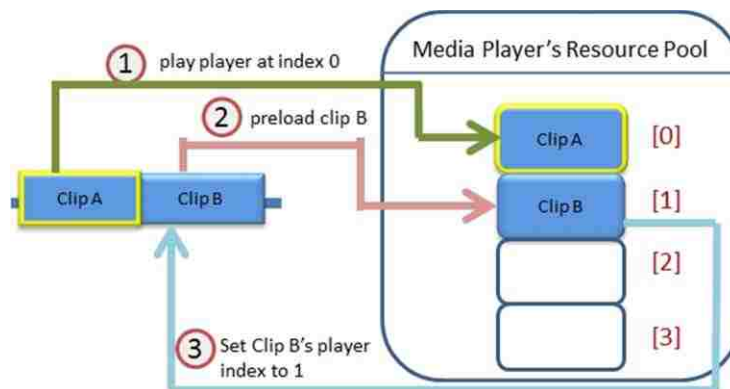 Media Player's Resource Pool
1 play player at index 0
2 preload clip B
Clip A [0]
Clip A Clip B
Clip B [1]
[2]
[3]
3 Set Clip B's player
index to 1